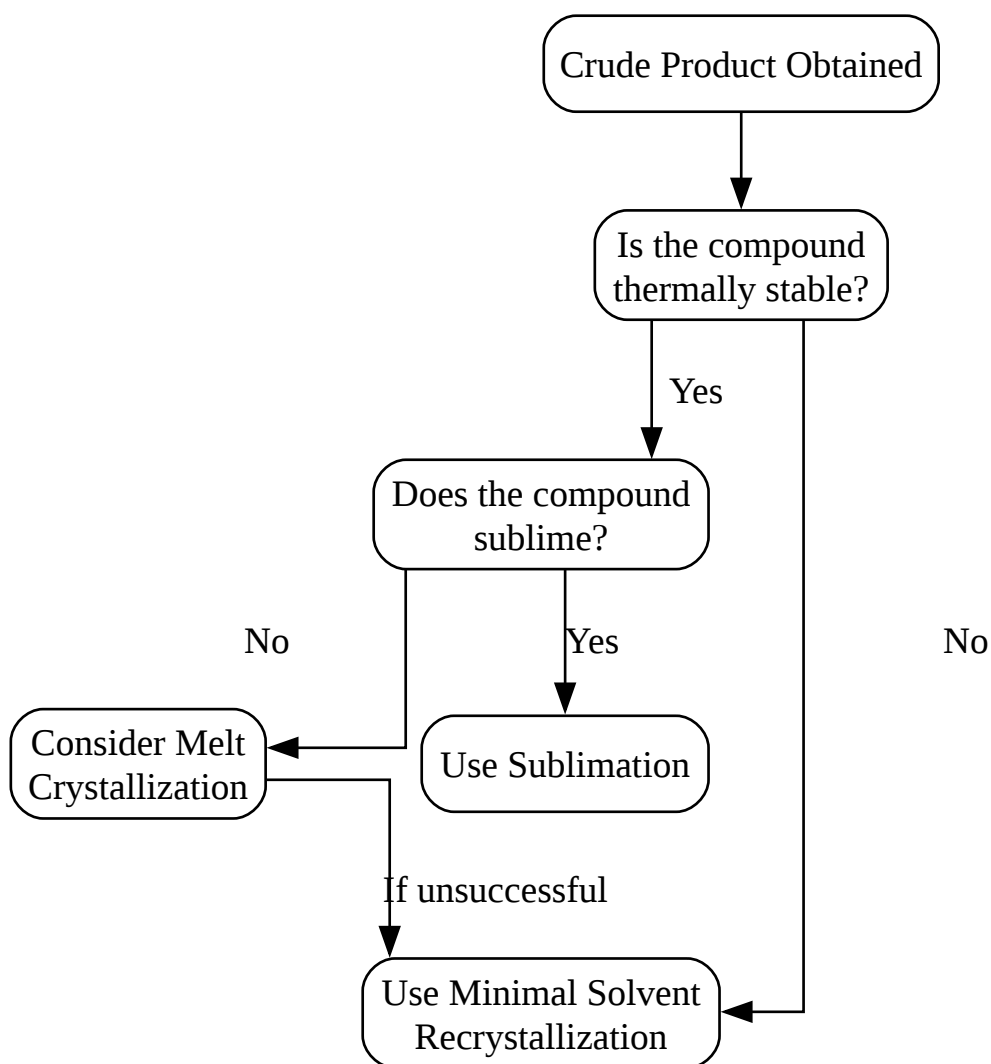 Crude Product Obtained
Is the compound
thermally stable?
Yes
Does the compound
sublime?
No
Yes
No
Consider Melt
Crystallization
Use Sublimation
If unsuccessful
Use Minimal Solvent
Recrystallization